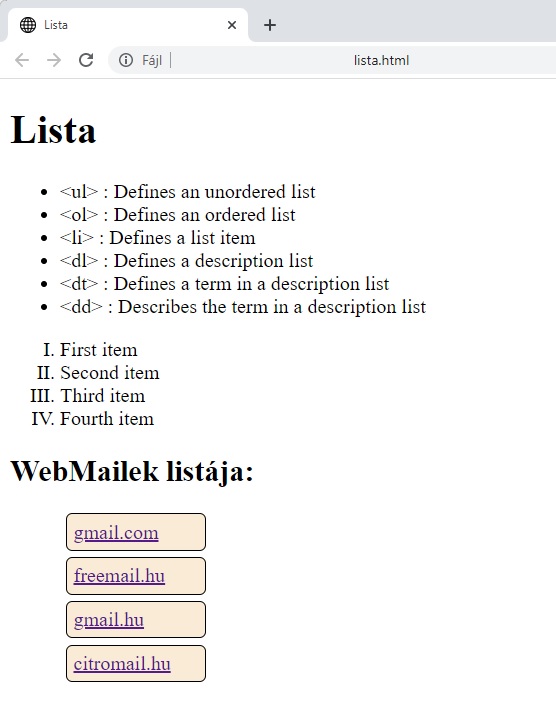 Lista
Fájl
lista.html
Lista
• <ul> : Defines an unordered list
• <ol> : Defines an ordered list
• <li> : Defines a list item
• <dl> : Defines a description list
• <dt> : Defines a term in a description list
• <dd> : Describes the term in a description list
I. First item
II. Second item
III. Third item
IV. Fourth item
WebMailek listája:
gmail.com
freemail.hu
gmail.hu
citromail.hu